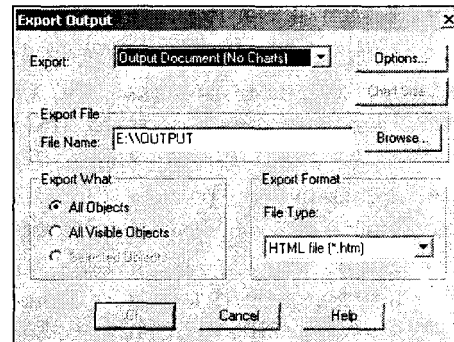 Export Output
Export: Output Document (No Charts) Options...
Chart Size...
Export File
File Name: E:\\OUTPUT Browse...
Export What
All Objects
All Visible Objects
Selected Objects
Export Format
File Type:
HTML file (*.htm)
OK Cancel Help